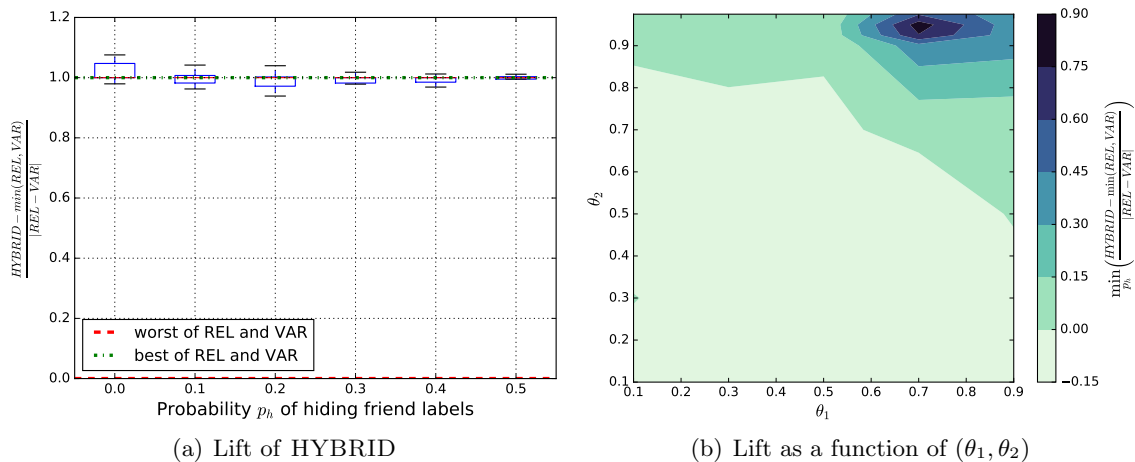 1.2
1.0
0.8
0.6
0.4
0.2
0.0
HYBRID−min(REL,VAR)
|REL−VAR|
worst of REL and VAR
best of REL and VAR
0.0 0.1 0.2 0.3 0.4 0.5
Probability p_h of hiding friend labels
(a) Lift of HYBRID
0.9
0.8
0.7
0.6
0.5
0.4
0.3
0.2
0.1
θ₂
0.1 0.2 0.3 0.4 0.5 0.6 0.7 0.8 0.9
θ₁
0.90
0.75
0.60
0.45
0.30
0.15
0.00
−0.15
min p_h (HYBRID−min(REL,VAR)
|REL−VAR|)
(b) Lift as a function of (θ₁, θ₂)